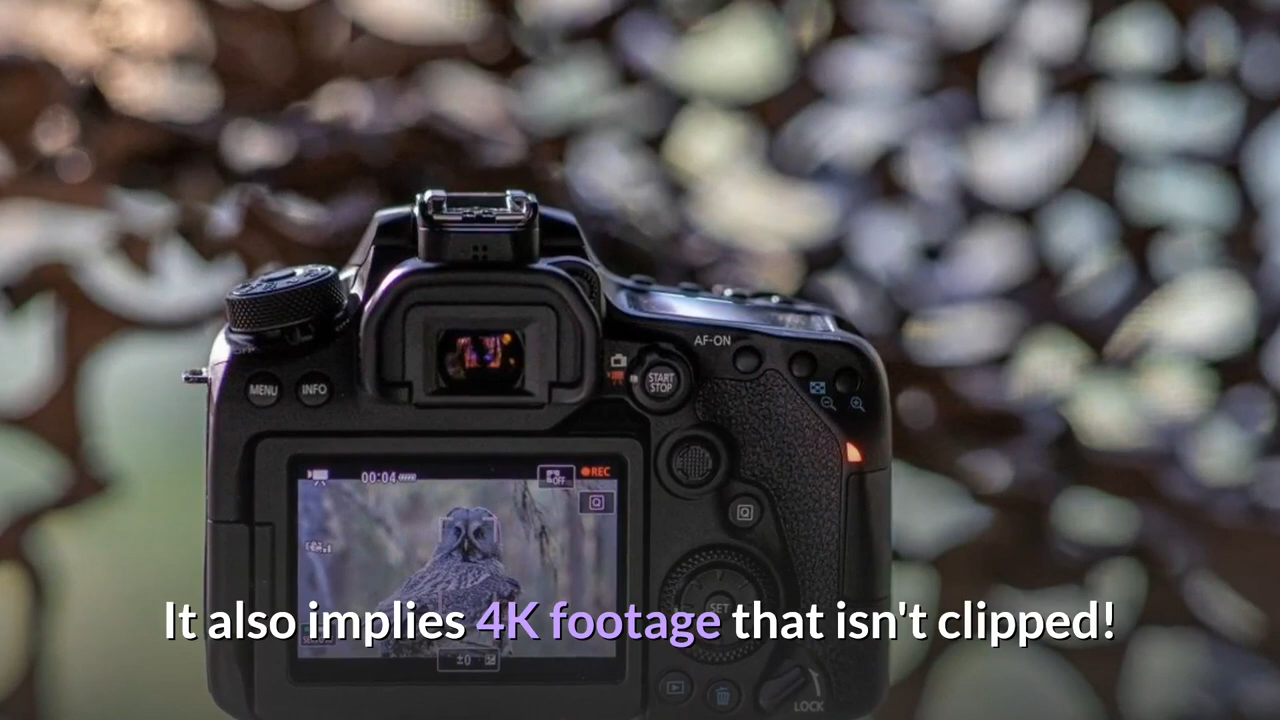 AF-ON
MENU INFO
START
STOP
00:04
OFF
REC
Q
Q
SET
It also implies 4K footage that isn't clipped!
±0
LOCK